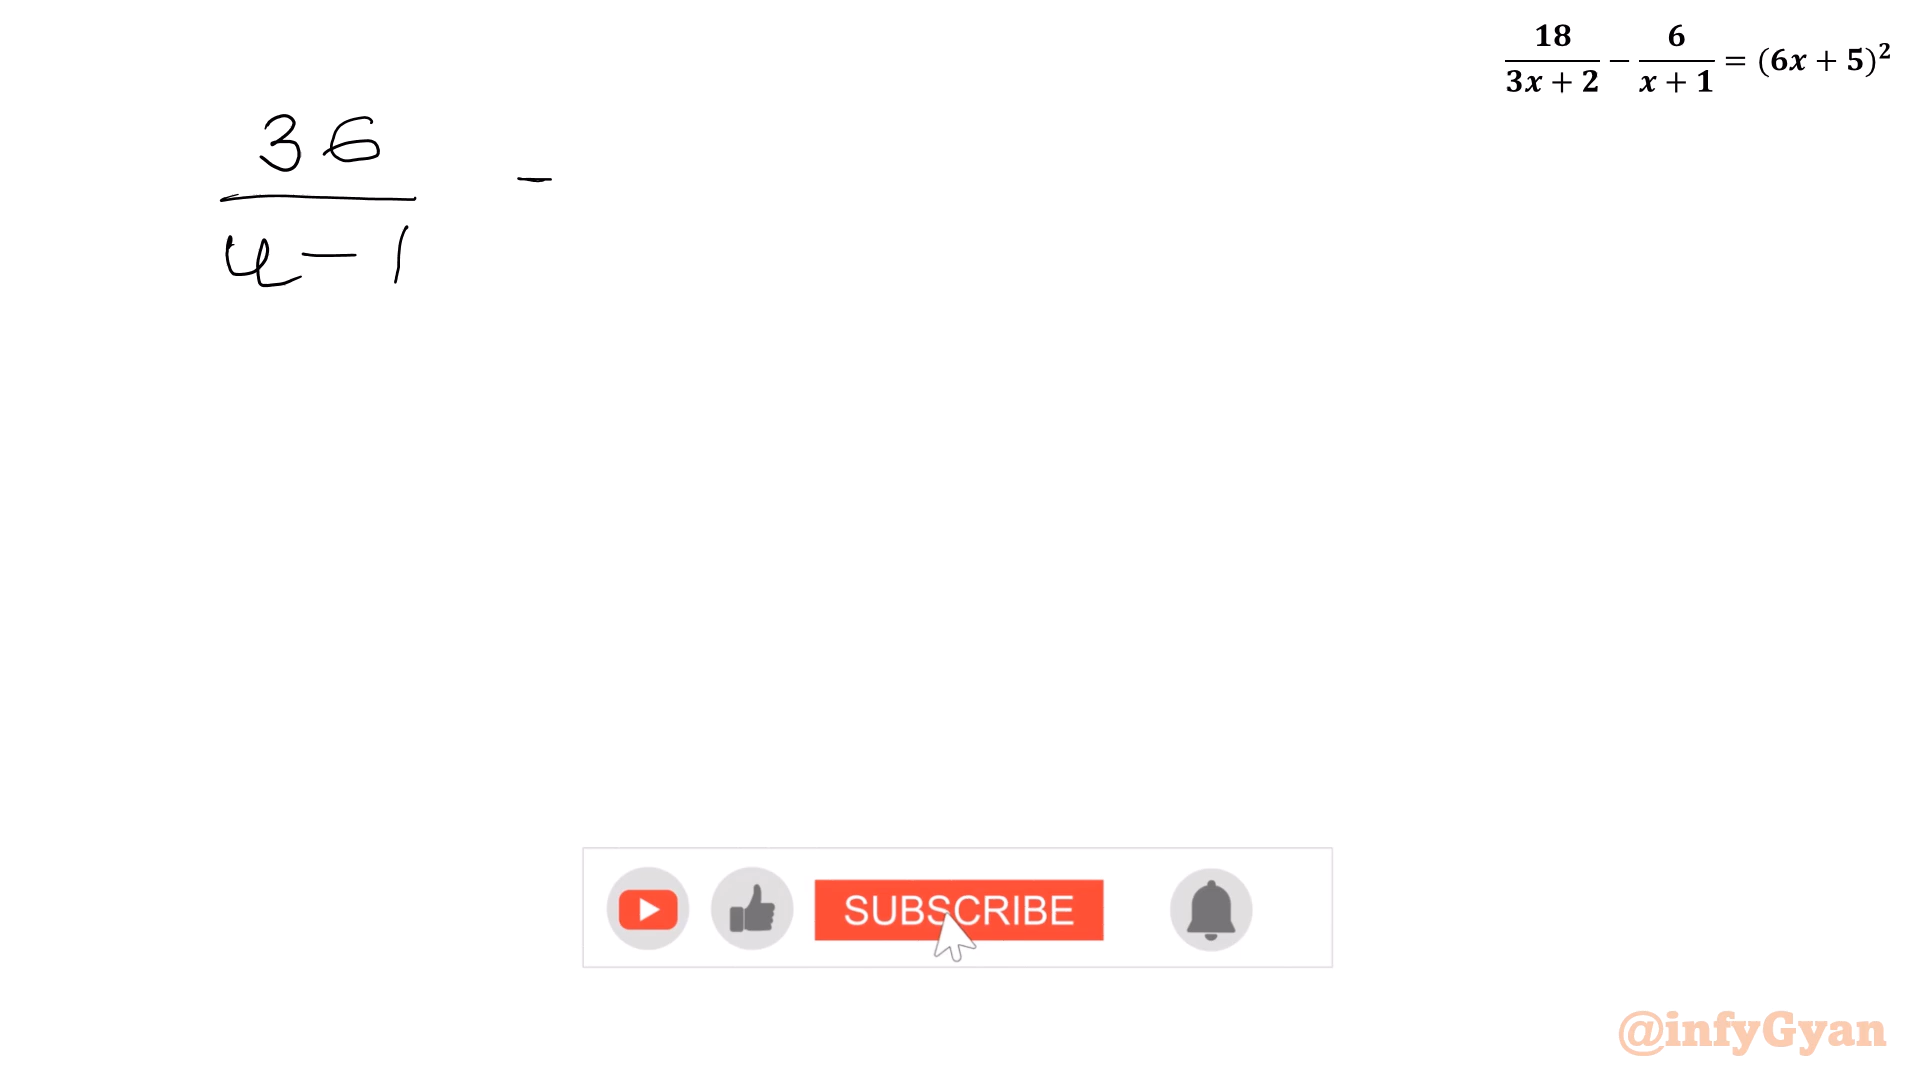 18/(3x + 2) − 6/(x + 1) = (6x + 5)²
36/(y − 1) −
SUBSCRIBE
@infyGyan